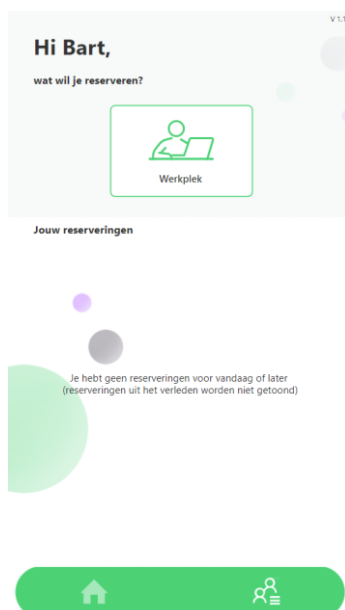 V 1.1
Hi Bart,
wat wil je reserveren?
Werkplek
Jouw reserveringen
Je hebt geen reserveringen voor vandaag of later
(reserveringen uit het verleden worden niet getoond)